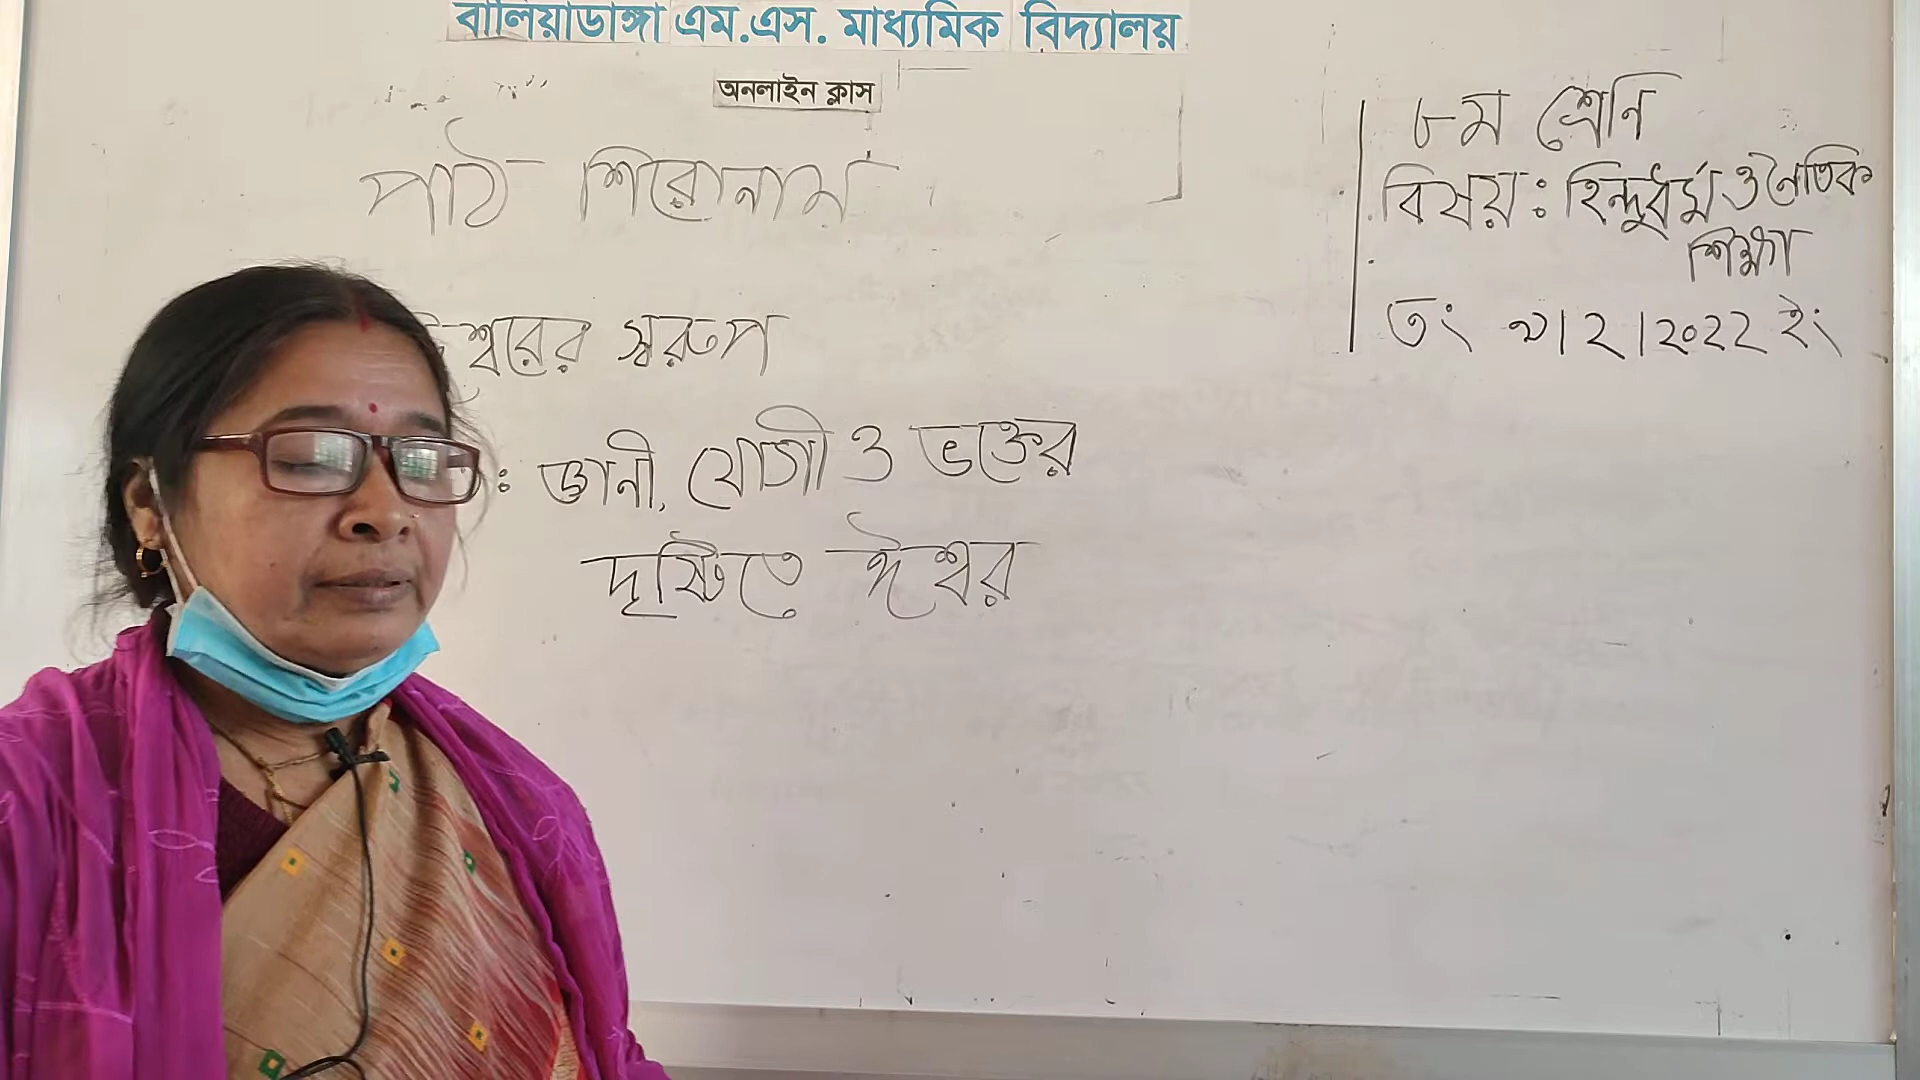 বালিয়াডাঙ্গা এম.এস. মাধ্যমিক বিদ্যালয়
অনলাইন ক্লাস
পাঠ শিরোনাম
শ্বরের স্বরুপ
: জ্ঞানী, যোগী ও ভক্তের
দৃষ্টিতে ঈশ্বর
৮ম শ্রেনি
বিষয়: হিন্দুধর্ম ও নৈতিক
শিক্ষা
তাং ৯।২।২০২২ ইং